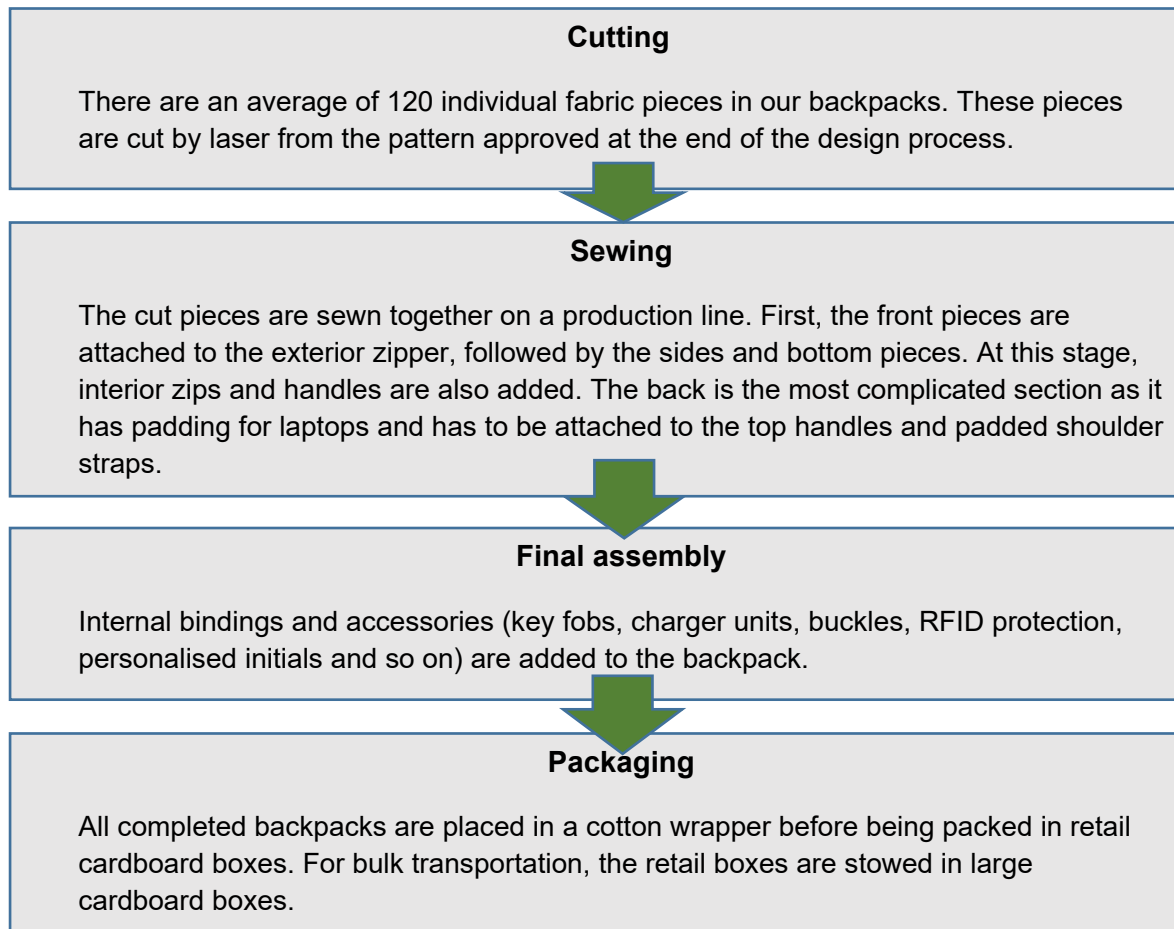 Cutting
There are an average of 120 individual fabric pieces in our backpacks. These pieces
are cut by laser from the pattern approved at the end of the design process.
Sewing
The cut pieces are sewn together on a production line. First, the front pieces are
attached to the exterior zipper, followed by the sides and bottom pieces. At this stage,
interior zips and handles are also added. The back is the most complicated section as it
has padding for laptops and has to be attached to the top handles and padded shoulder
straps.
Final assembly
Internal bindings and accessories (key fobs, charger units, buckles, RFID protection,
personalised initials and so on) are added to the backpack.
Packaging
All completed backpacks are placed in a cotton wrapper before being packed in retail
cardboard boxes. For bulk transportation, the retail boxes are stowed in large
cardboard boxes.